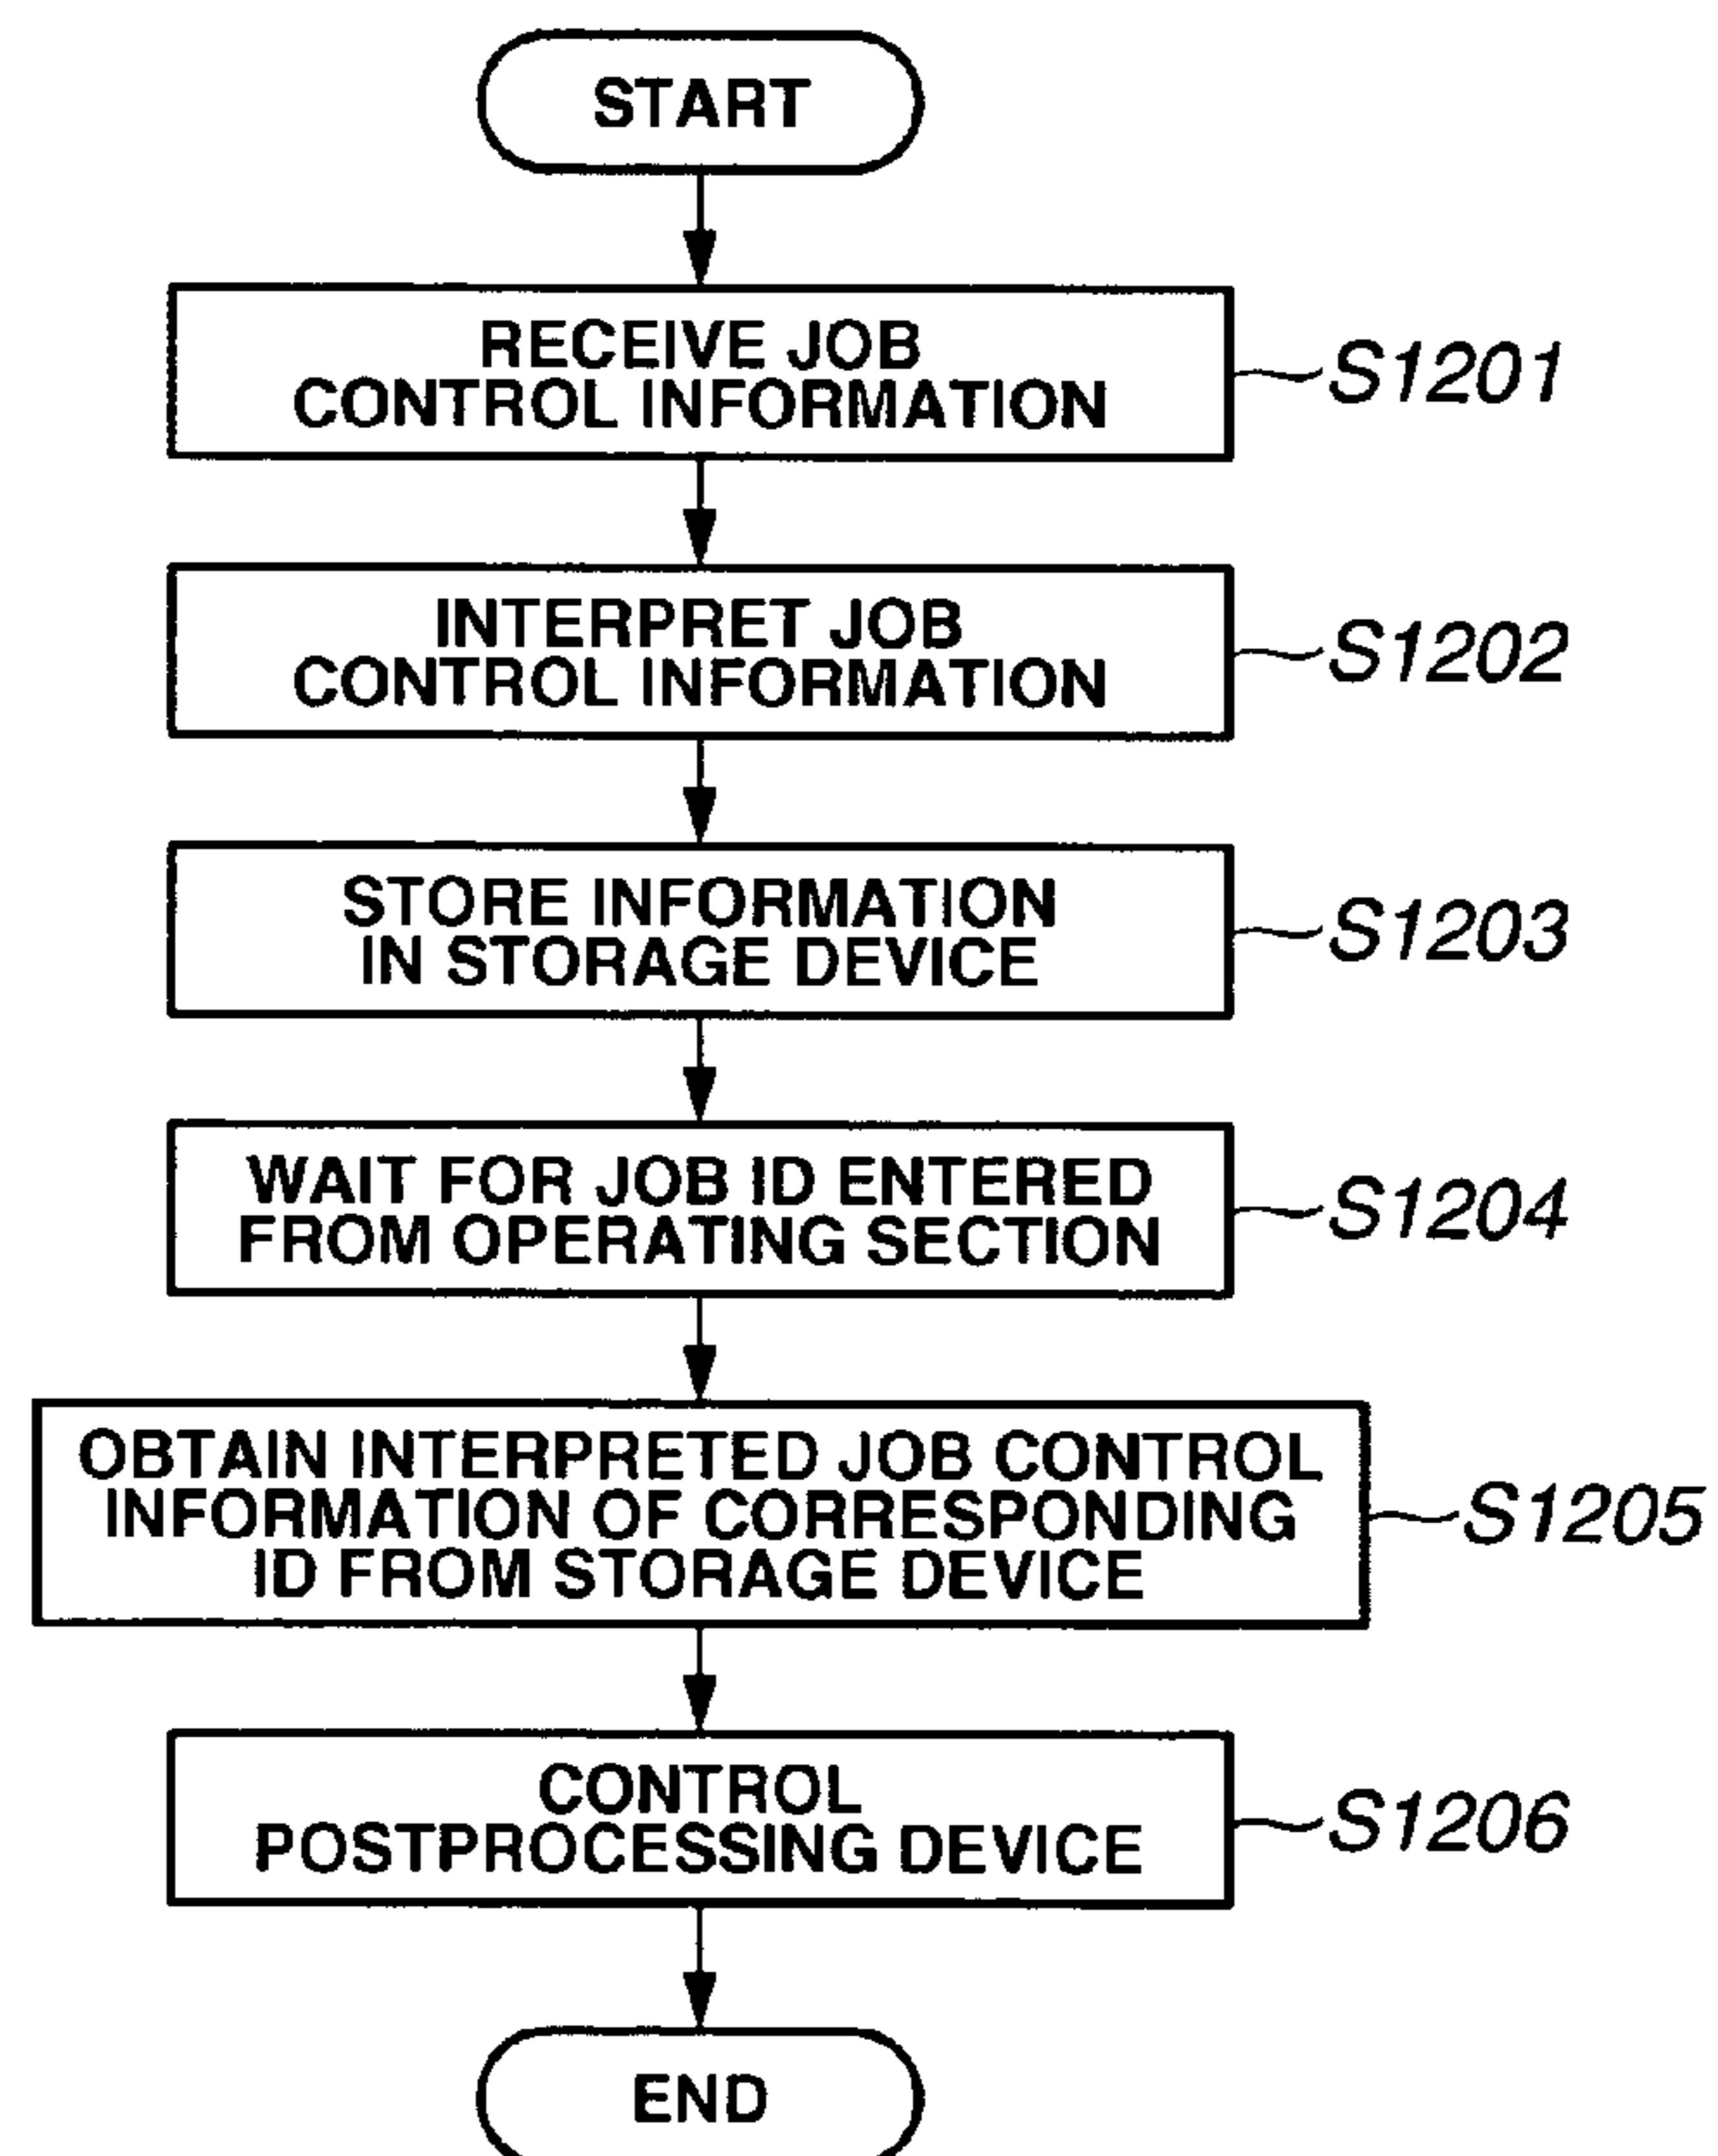 START
RECEIVE JOB
CONTROL INFORMATION
S1201
INTERPRET JOB
CONTROL INFORMATION
S1202
STORE INFORMATION
IN STORAGE DEVICE
S1203
WAIT FOR JOB ID ENTERED
FROM OPERATING SECTION
S1204
OBTAIN INTERPRETED JOB CONTROL
INFORMATION OF CORRESPONDING
ID FROM STORAGE DEVICE
S1205
CONTROL
POSTPROCESSING DEVICE
S1206
END